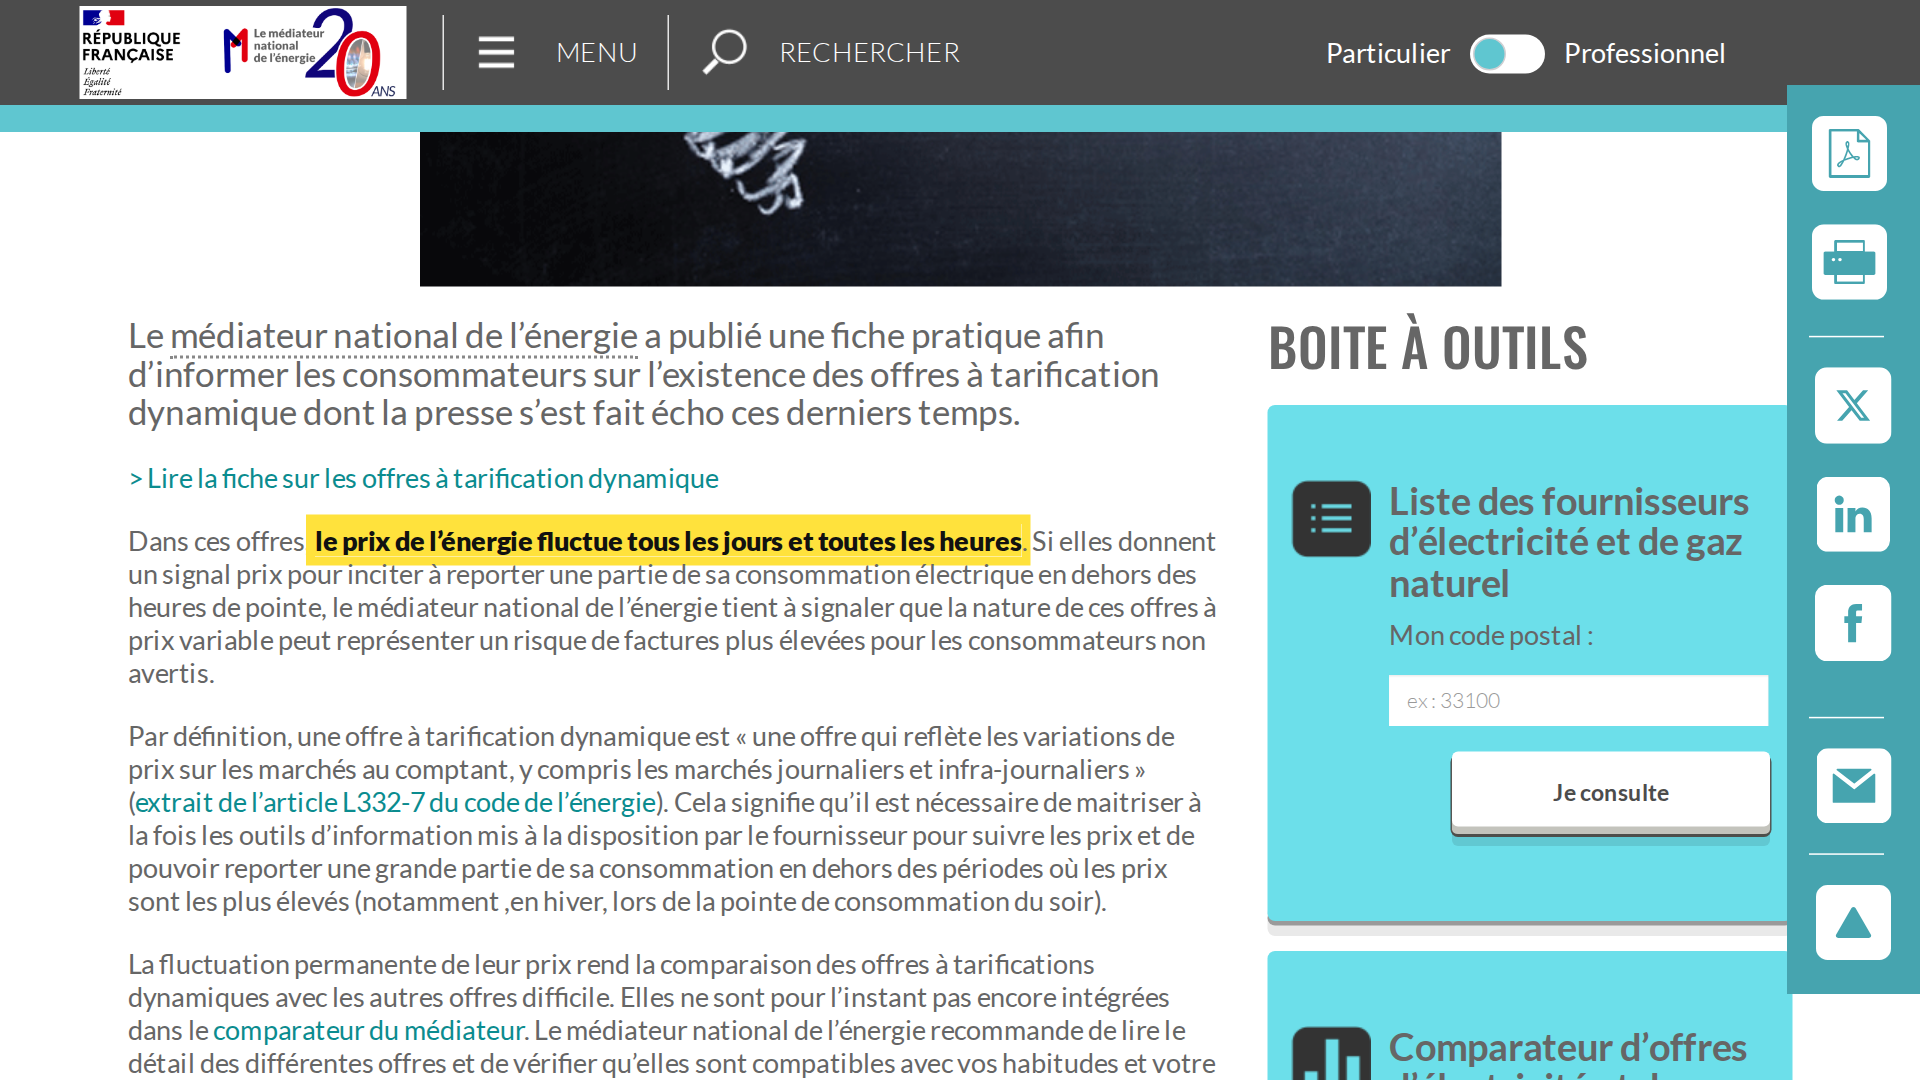 RÉPUBLIQUE
FRANÇAISE
Liberté
Égalité
Fraternité
Le médiateur
national
de l’énergie
20
ANS
MENU
RECHERCHER
Particulier
Professionnel
Le médiateur national de l’énergie a publié une fiche pratique afin
d’informer les consommateurs sur l’existence des offres à tarification
dynamique dont la presse s’est fait écho ces derniers temps.
> Lire la fiche sur les offres à tarification dynamique
Dans ces offres le prix de l’énergie fluctue tous les jours et toutes les heures. Si elles donnent
un signal prix pour inciter à reporter une partie de sa consommation électrique en dehors des
heures de pointe, le médiateur national de l’énergie tient à signaler que la nature de ces offres à
prix variable peut représenter un risque de factures plus élevées pour les consommateurs non
avertis.
Par définition, une offre à tarification dynamique est « une offre qui reflète les variations de
prix sur les marchés au comptant, y compris les marchés journaliers et infra-journaliers »
(extrait de l’article L332-7 du code de l’énergie). Cela signifie qu’il est nécessaire de maitriser à
la fois les outils d’information mis à la disposition par le fournisseur pour suivre les prix et de
pouvoir reporter une grande partie de sa consommation en dehors des périodes où les prix
sont les plus élevés (notamment ,en hiver, lors de la pointe de consommation du soir).
La fluctuation permanente de leur prix rend la comparaison des offres à tarifications
dynamiques avec les autres offres difficile. Elles ne sont pour l’instant pas encore intégrées
dans le comparateur du médiateur. Le médiateur national de l’énergie recommande de lire le
détail des différentes offres et de vérifier qu’elles sont compatibles avec vos habitudes et votre
BOITE À OUTILS
Liste des fournisseurs
d’électricité et de gaz
naturel
Mon code postal :
ex : 33100
Je consulte
Comparateur d’offres